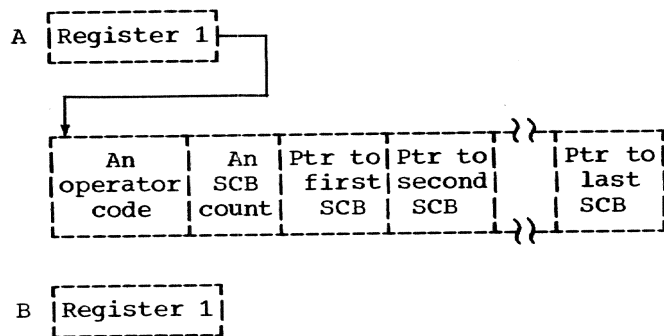 A Register 1
An operator code
An SCB count
Ptr to first SCB
Ptr to second SCB
Ptr to last SCB
B Register 1